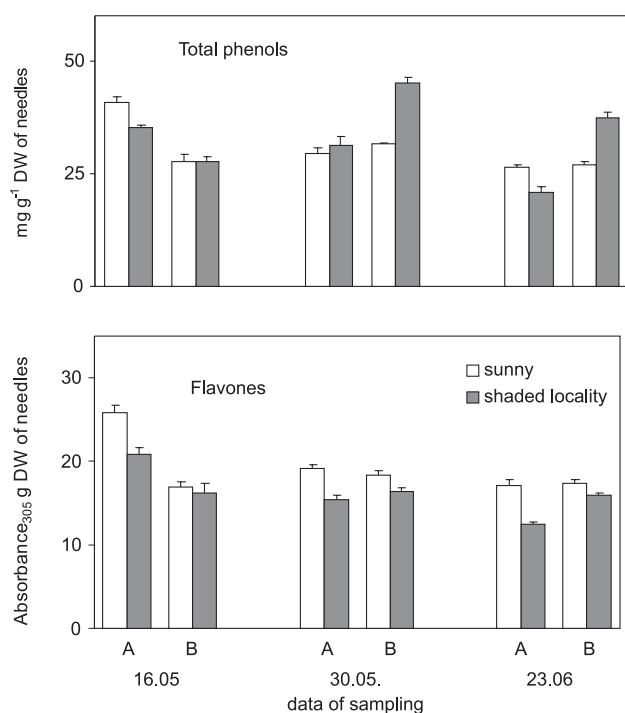 Total phenols
50
25
0
mg g-1 DW of needles
Flavones
sunny
shaded locality
30
20
10
0
Absorbance305 g DW of needles
A B A B A B
16.05 30.05. 23.06
data of sampling